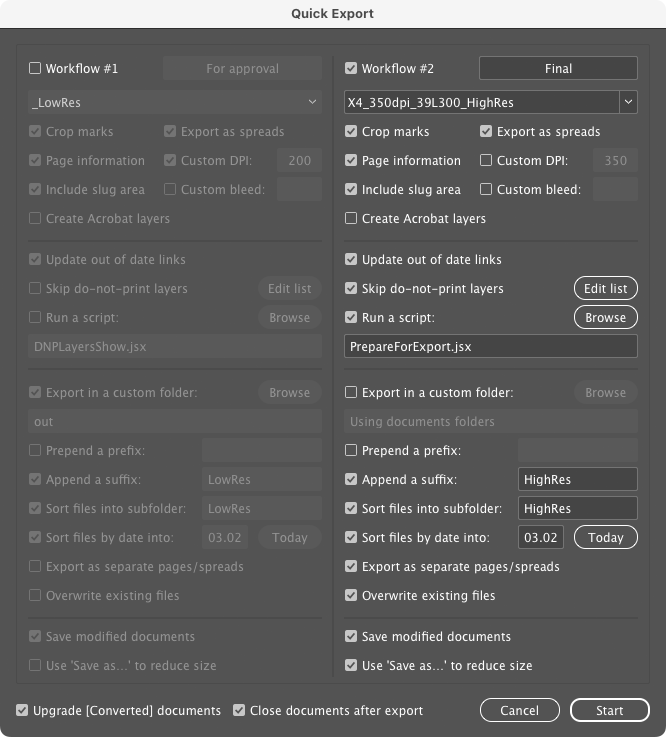 Quick Export
Workflow #1
For approval
_LowRes
Crop marks
Export as spreads
Page information
Custom DPI:
200
Include slug area
Custom bleed:
Create Acrobat layers
Update out of date links
Skip do-not-print layers
Edit list
Run a script:
Browse
DNPLayersShow.jsx
Export in a custom folder:
Browse
out
Prepend a prefix:
Append a suffix:
LowRes
Sort files into subfolder:
LowRes
Sort files by date into:
03.02
Today
Export as separate pages/spreads
Overwrite existing files
Save modified documents
Use 'Save as...' to reduce size
Workflow #2
Final
X4_350dpi_39L300_HighRes
Crop marks
Export as spreads
Page information
Custom DPI:
350
Include slug area
Custom bleed:
Create Acrobat layers
Update out of date links
Skip do-not-print layers
Edit list
Run a script:
Browse
PrepareForExport.jsx
Export in a custom folder:
Browse
Using documents folders
Prepend a prefix:
Append a suffix:
HighRes
Sort files into subfolder:
HighRes
Sort files by date into:
03.02
Today
Export as separate pages/spreads
Overwrite existing files
Save modified documents
Use 'Save as...' to reduce size
Upgrade [Converted] documents
Close documents after export
Cancel
Start